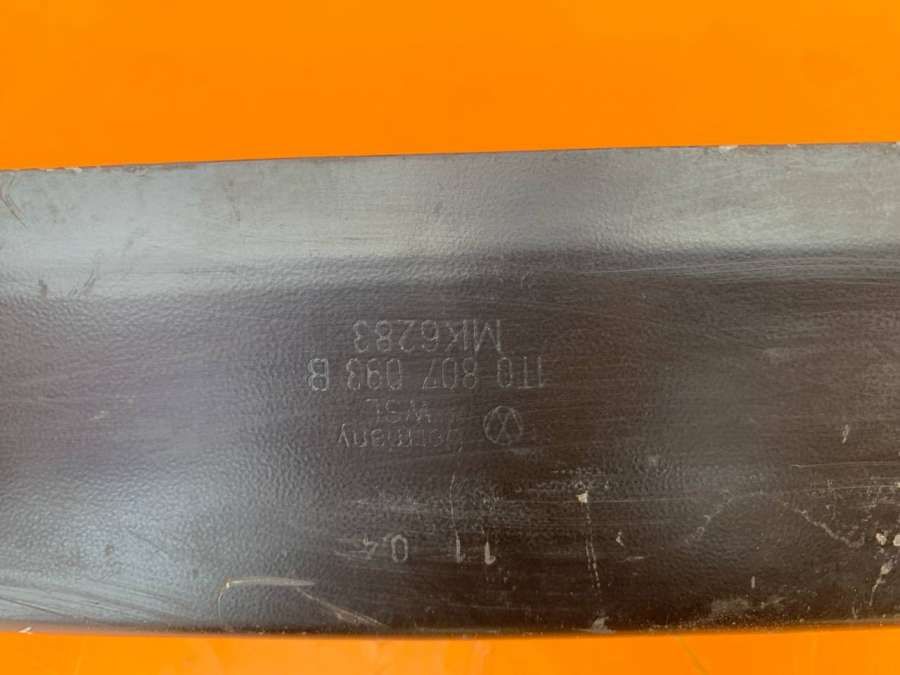 Germany
WSL
1T0 807 093 B
MK6283